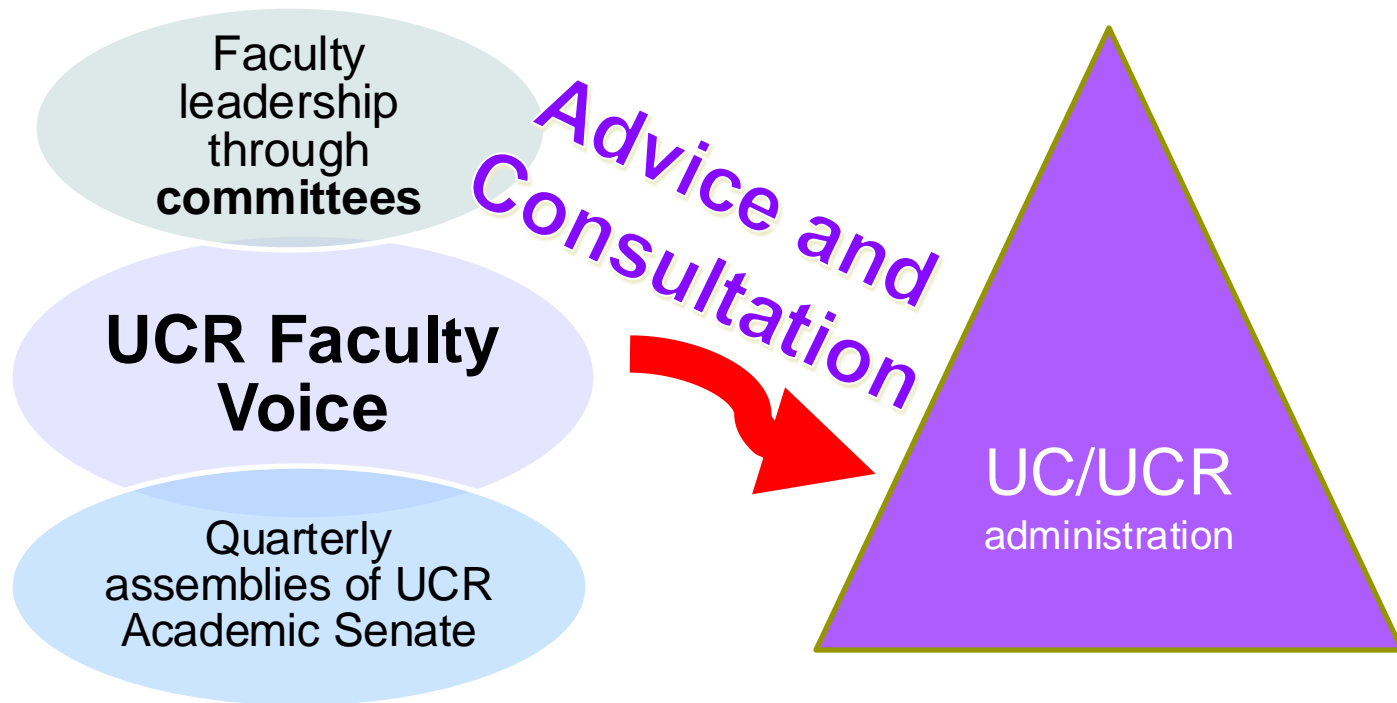 Faculty
leadership
through
committees
UCR Faculty
Voice
Quarterly
assemblies of UCR
Academic Senate
Advice and
Consultation
UC/UCR
administration